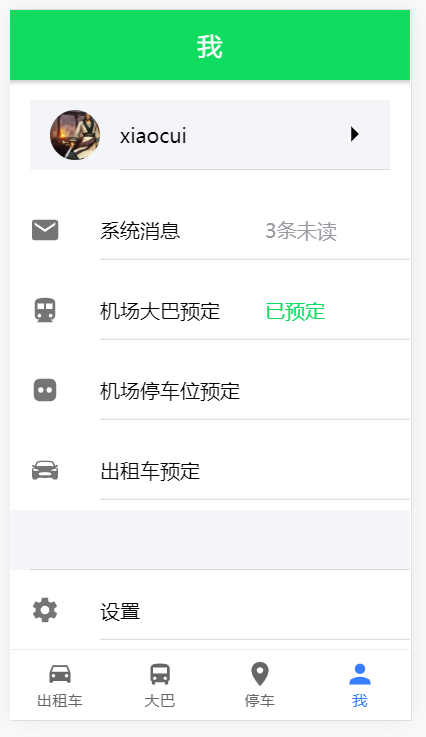 我
xiaocui
系统消息 3条未读
机场大巴预定 已预定
机场停车位预定
出租车预定
设置
出租车 大巴 停车 我